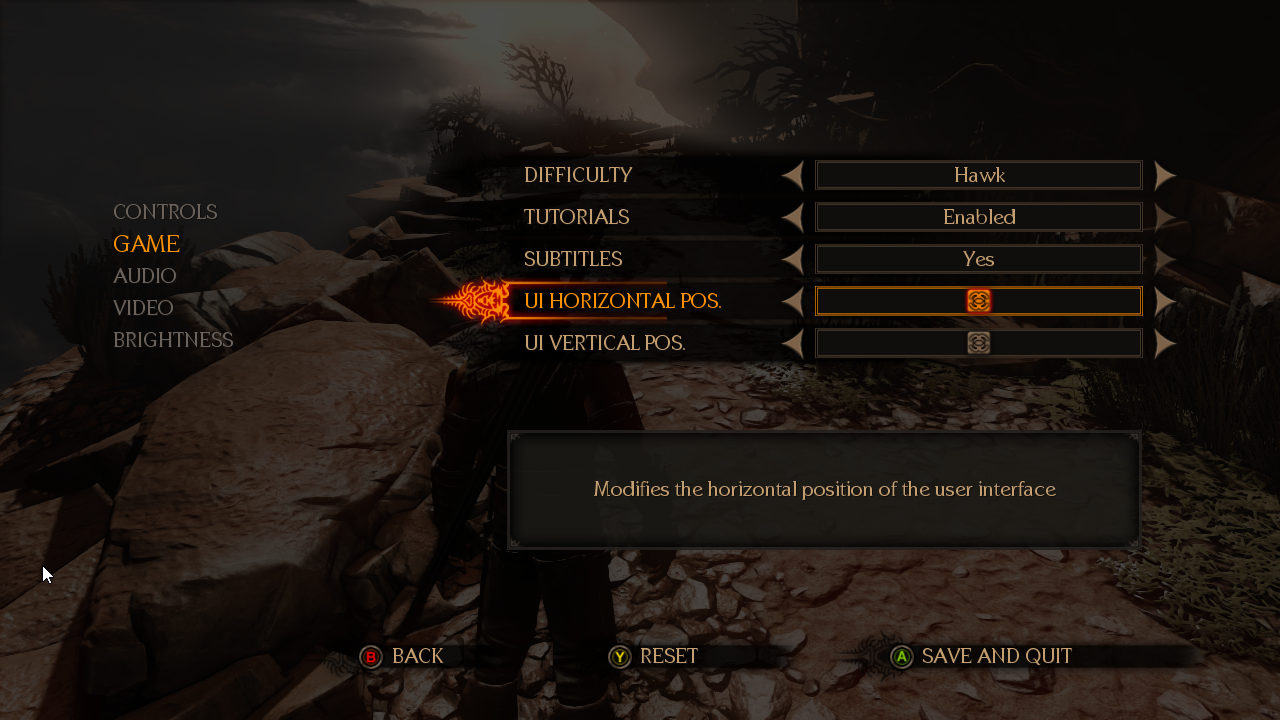 CONTROLS
GAME
AUDIO
VIDEO
BRIGHTNESS
DIFFICULTY Hawk
TUTORIALS Enabled
SUBTITLES Yes
UI HORIZONTAL POS.
UI VERTICAL POS.
Modifies the horizontal position of the user interface
B BACK Y RESET A SAVE AND QUIT